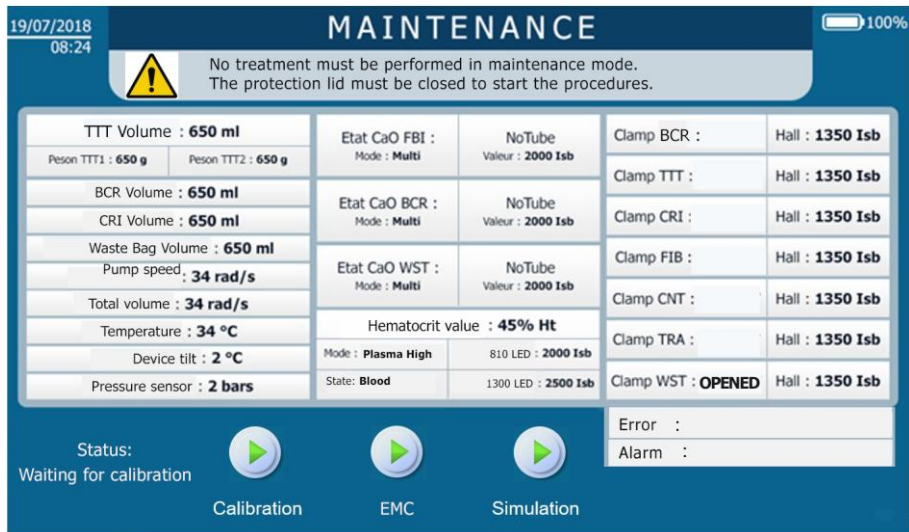 19/07/2018
08:24
MAINTENANCE
100%
No treatment must be performed in maintenance mode.
The protection lid must be closed to start the procedures.
TTT Volume : 650 ml
Peson TTT1 : 650 g
Peson TTT2 : 650 g
BCR Volume : 650 ml
CRI Volume : 650 ml
Waste Bag Volume : 650 ml
Pump speed : 34 rad/s
Total volume : 34 rad/s
Temperature : 34 °C
Device tilt : 2 °C
Pressure sensor : 2 bars
Etat CaO FBI :
Mode : Multi
NoTube
Valeur : 2000 Isb
Etat CaO BCR :
Mode : Multi
NoTube
Valeur : 2000 Isb
Etat CaO WST :
Mode : Multi
NoTube
Valeur : 2000 Isb
Hematocrit value : 45% Ht
Mode : Plasma High
810 LED : 2000 Isb
State: Blood
1300 LED : 2500 Isb
Clamp BCR :
Hall : 1350 Isb
Clamp TTT :
Hall : 1350 Isb
Clamp CRI :
Hall : 1350 Isb
Clamp FIB :
Hall : 1350 Isb
Clamp CNT :
Hall : 1350 Isb
Clamp TRA :
Hall : 1350 Isb
Clamp WST : OPENED
Hall : 1350 Isb
Error :
Alarm :
Status:
Waiting for calibration
Calibration
EMC
Simulation